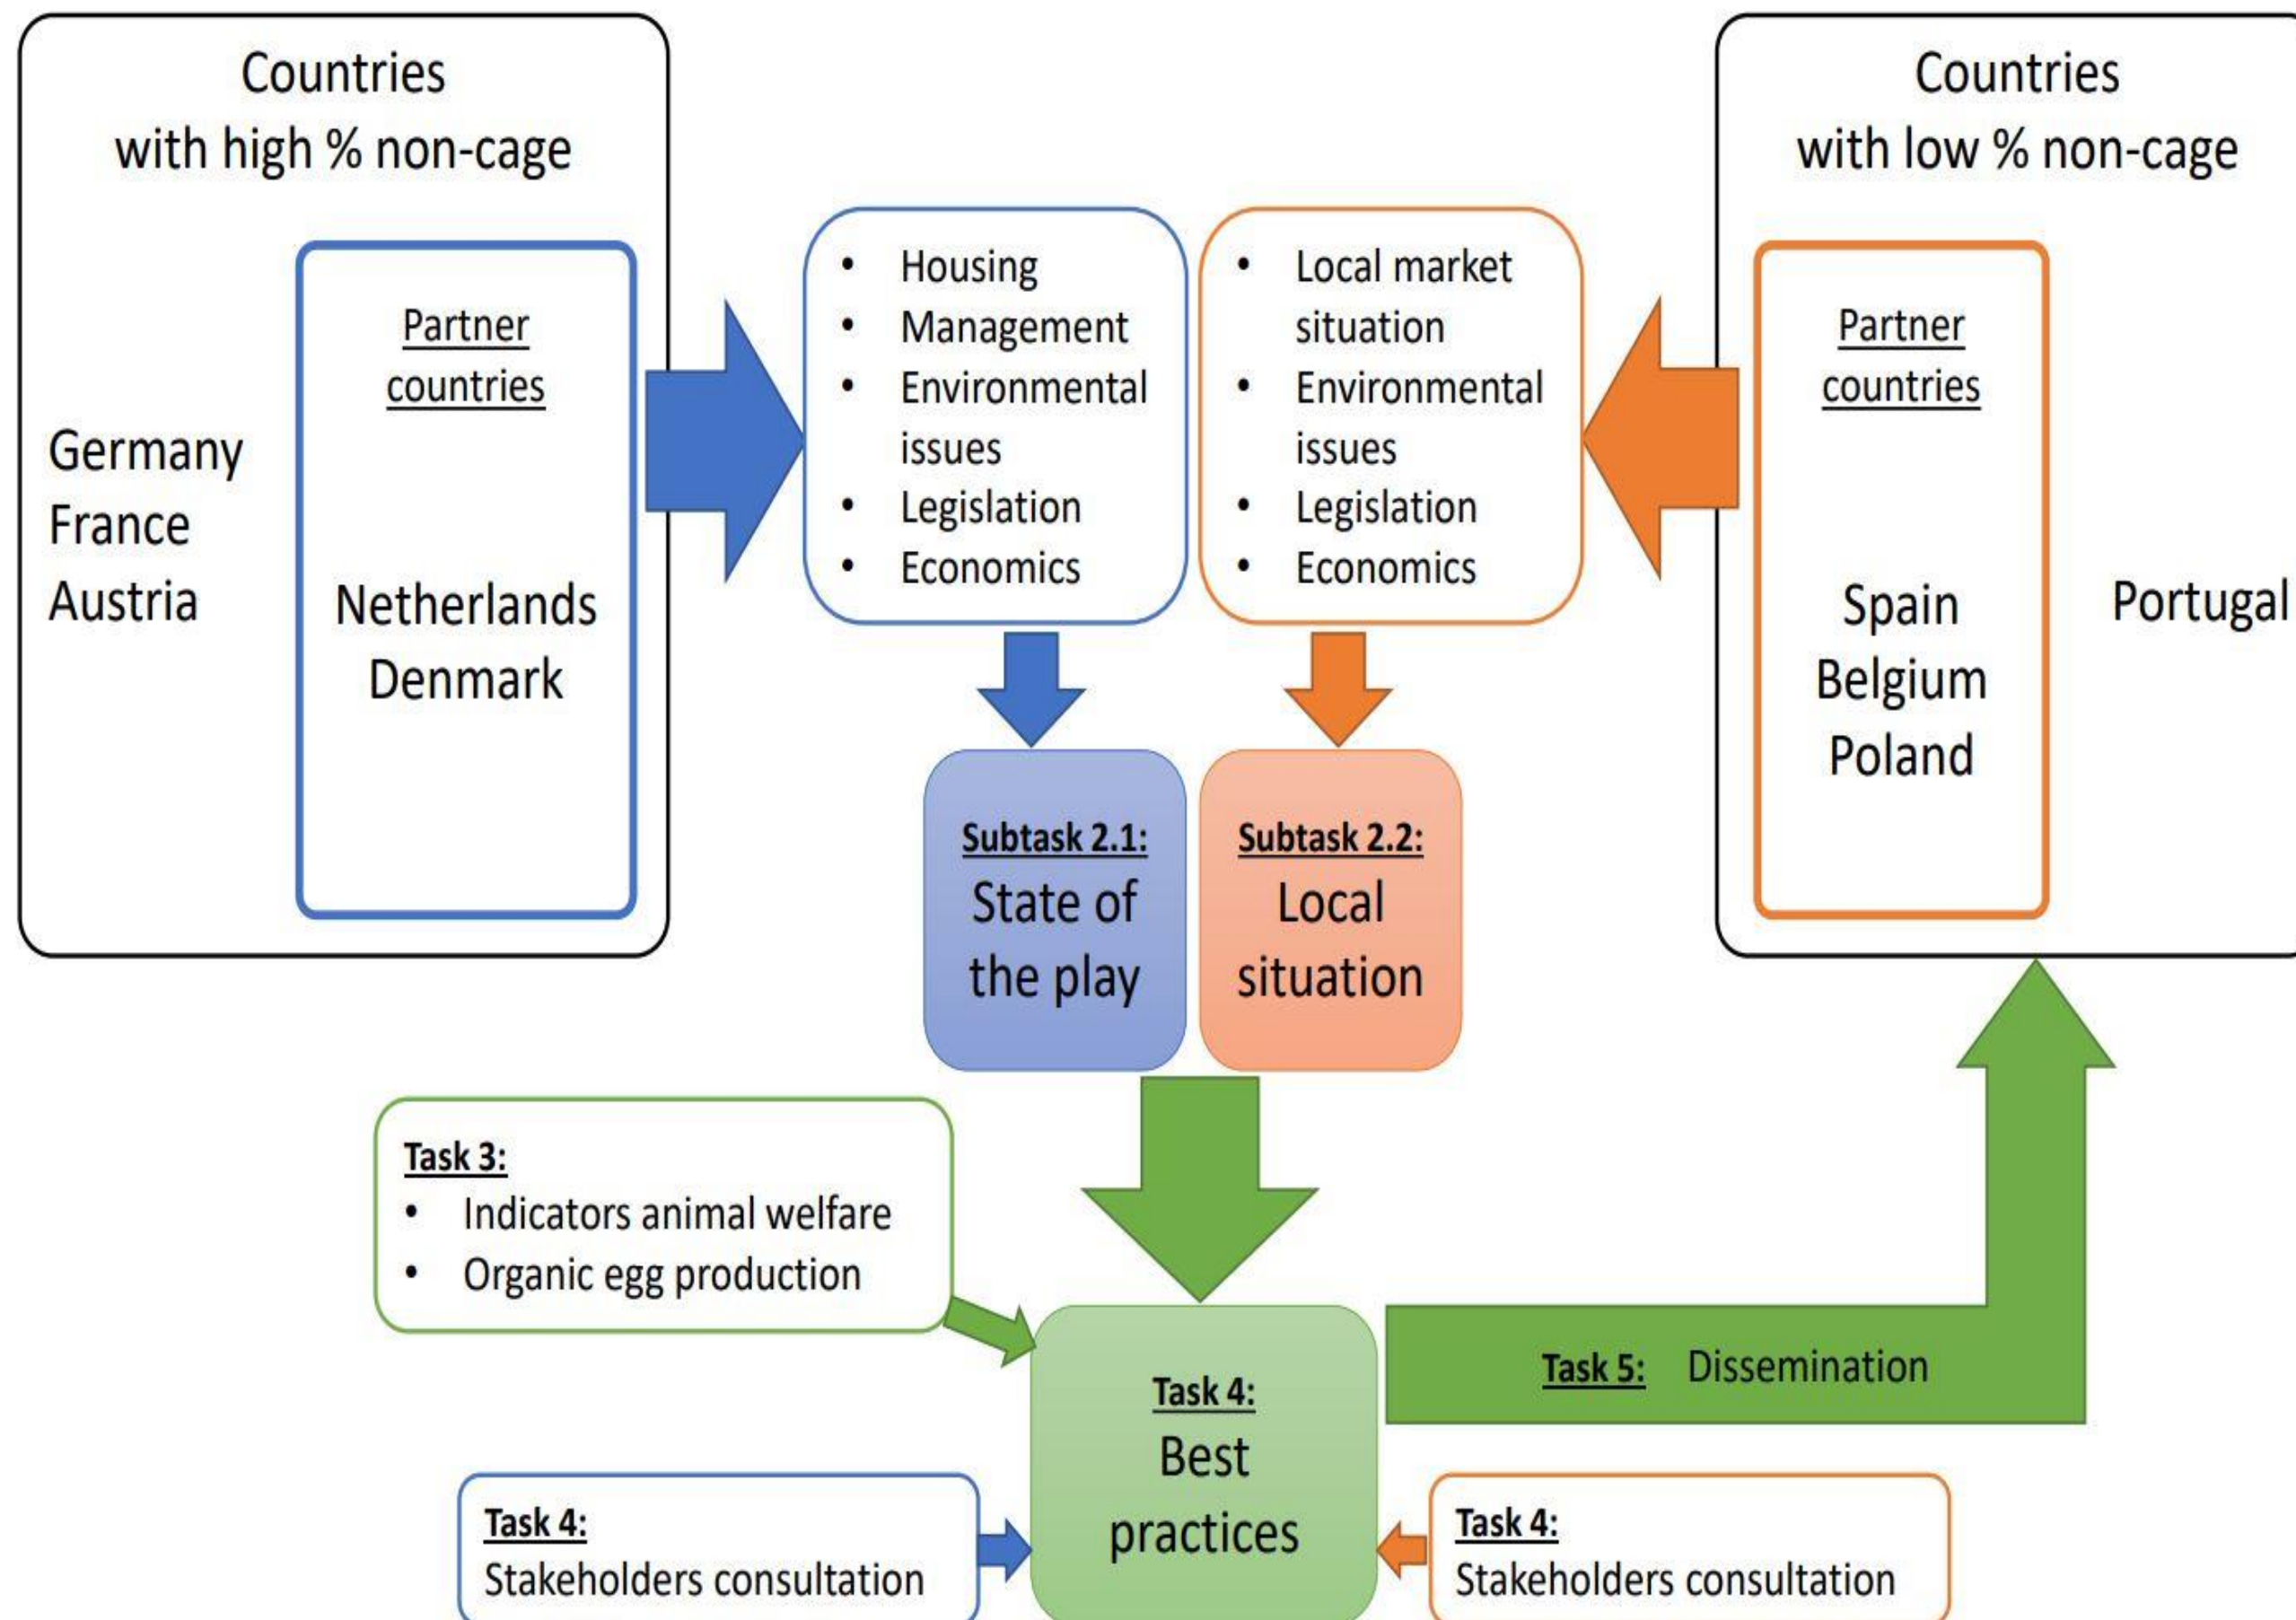 Countries
with high % non-cage
Germany
France
Austria
Partner
countries
Netherlands
Denmark
• Housing
• Management
• Environmental
issues
• Legislation
• Economics
• Local market
situation
• Environmental
issues
• Legislation
• Economics
Countries
with low % non-cage
Partner
countries
Spain
Belgium
Poland
Portugal
Subtask 2.1:
State of
the play
Subtask 2.2:
Local
situation
Task 3:
• Indicators animal welfare
• Organic egg production
Task 4:
Best
practices
Task 5: Dissemination
Task 4:
Stakeholders consultation
Task 4:
Stakeholders consultation